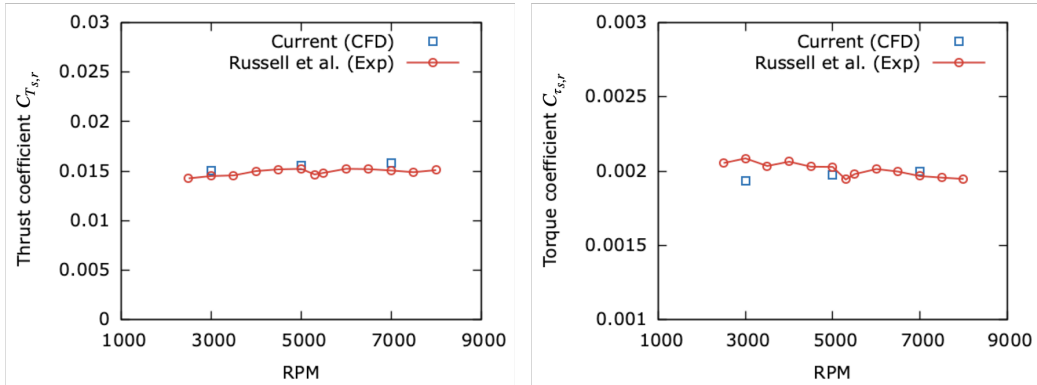 0.03
0.025
0.02
0.015
0.01
0.005
0
1000
3000
5000
7000
9000
RPM
Thrust coefficient C_{T_{s,r}}
Current (CFD)
Russell et al. (Exp)
0.003
0.0025
0.002
0.0015
0.001
1000
3000
5000
7000
9000
RPM
Torque coefficient C_{τ_{s,r}}
Current (CFD)
Russell et al. (Exp)